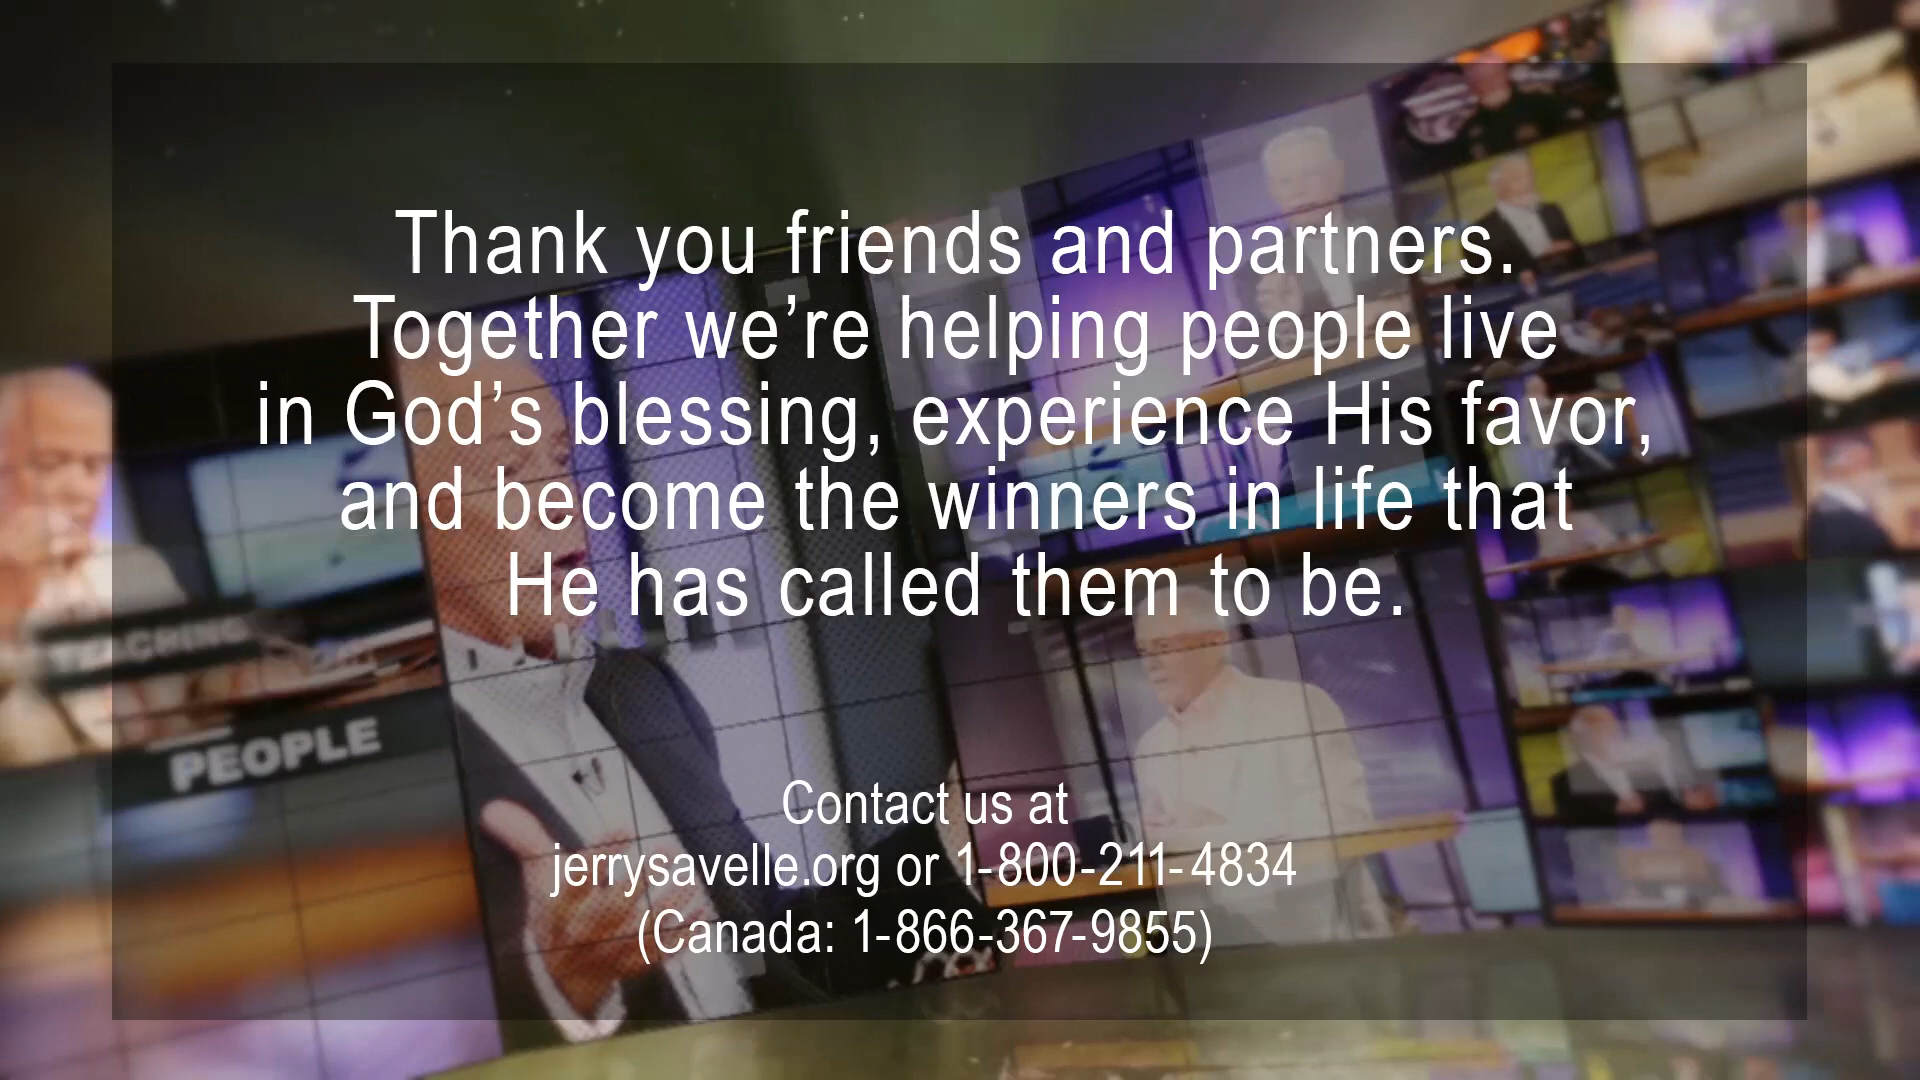 Thank you friends and partners.
Together we’re helping people live
in God’s blessing, experience His favor,
and become the winners in life that
He has called them to be.
TEACHING
PEOPLE
Contact us at
jerrysavelle.org or 1-800-211-4834
(Canada: 1-866-367-9855)